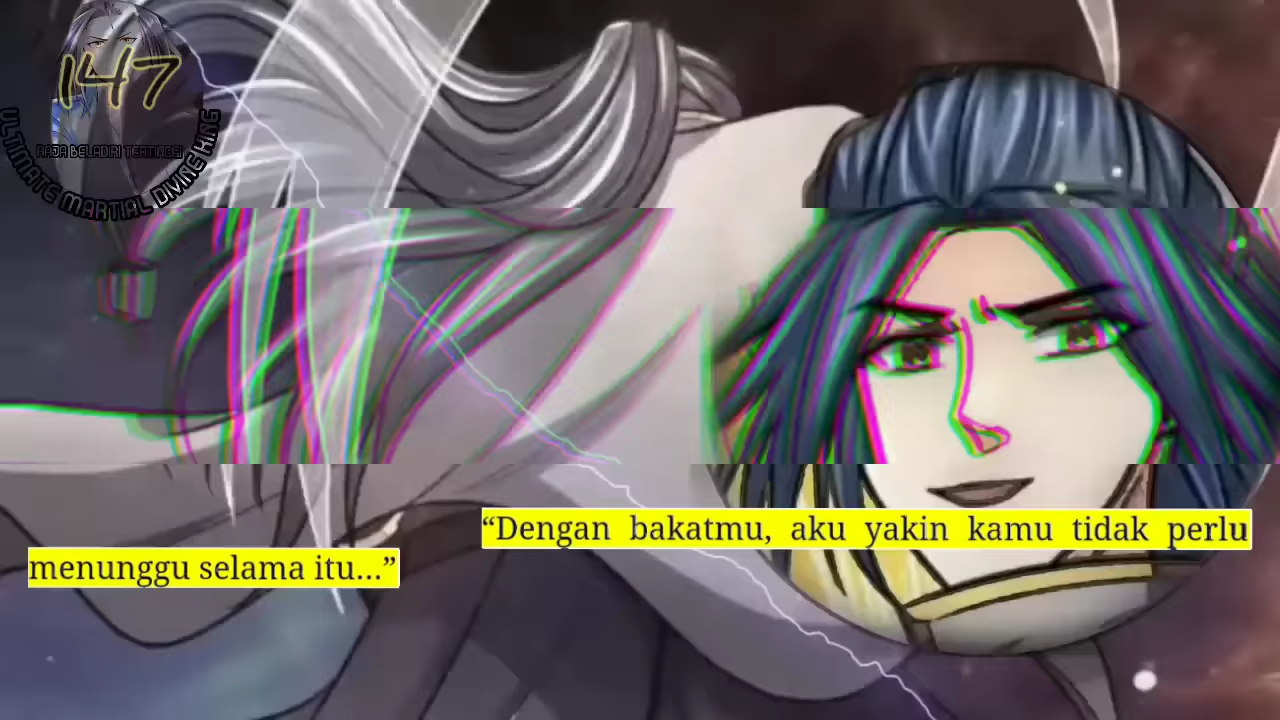 147
RAJA BELADIRI TERTINGGI
ULTIMATE MARTIAL DIVINE KING
“Dengan bakatmu, aku yakin kamu tidak perlu
menunggu selama itu...”